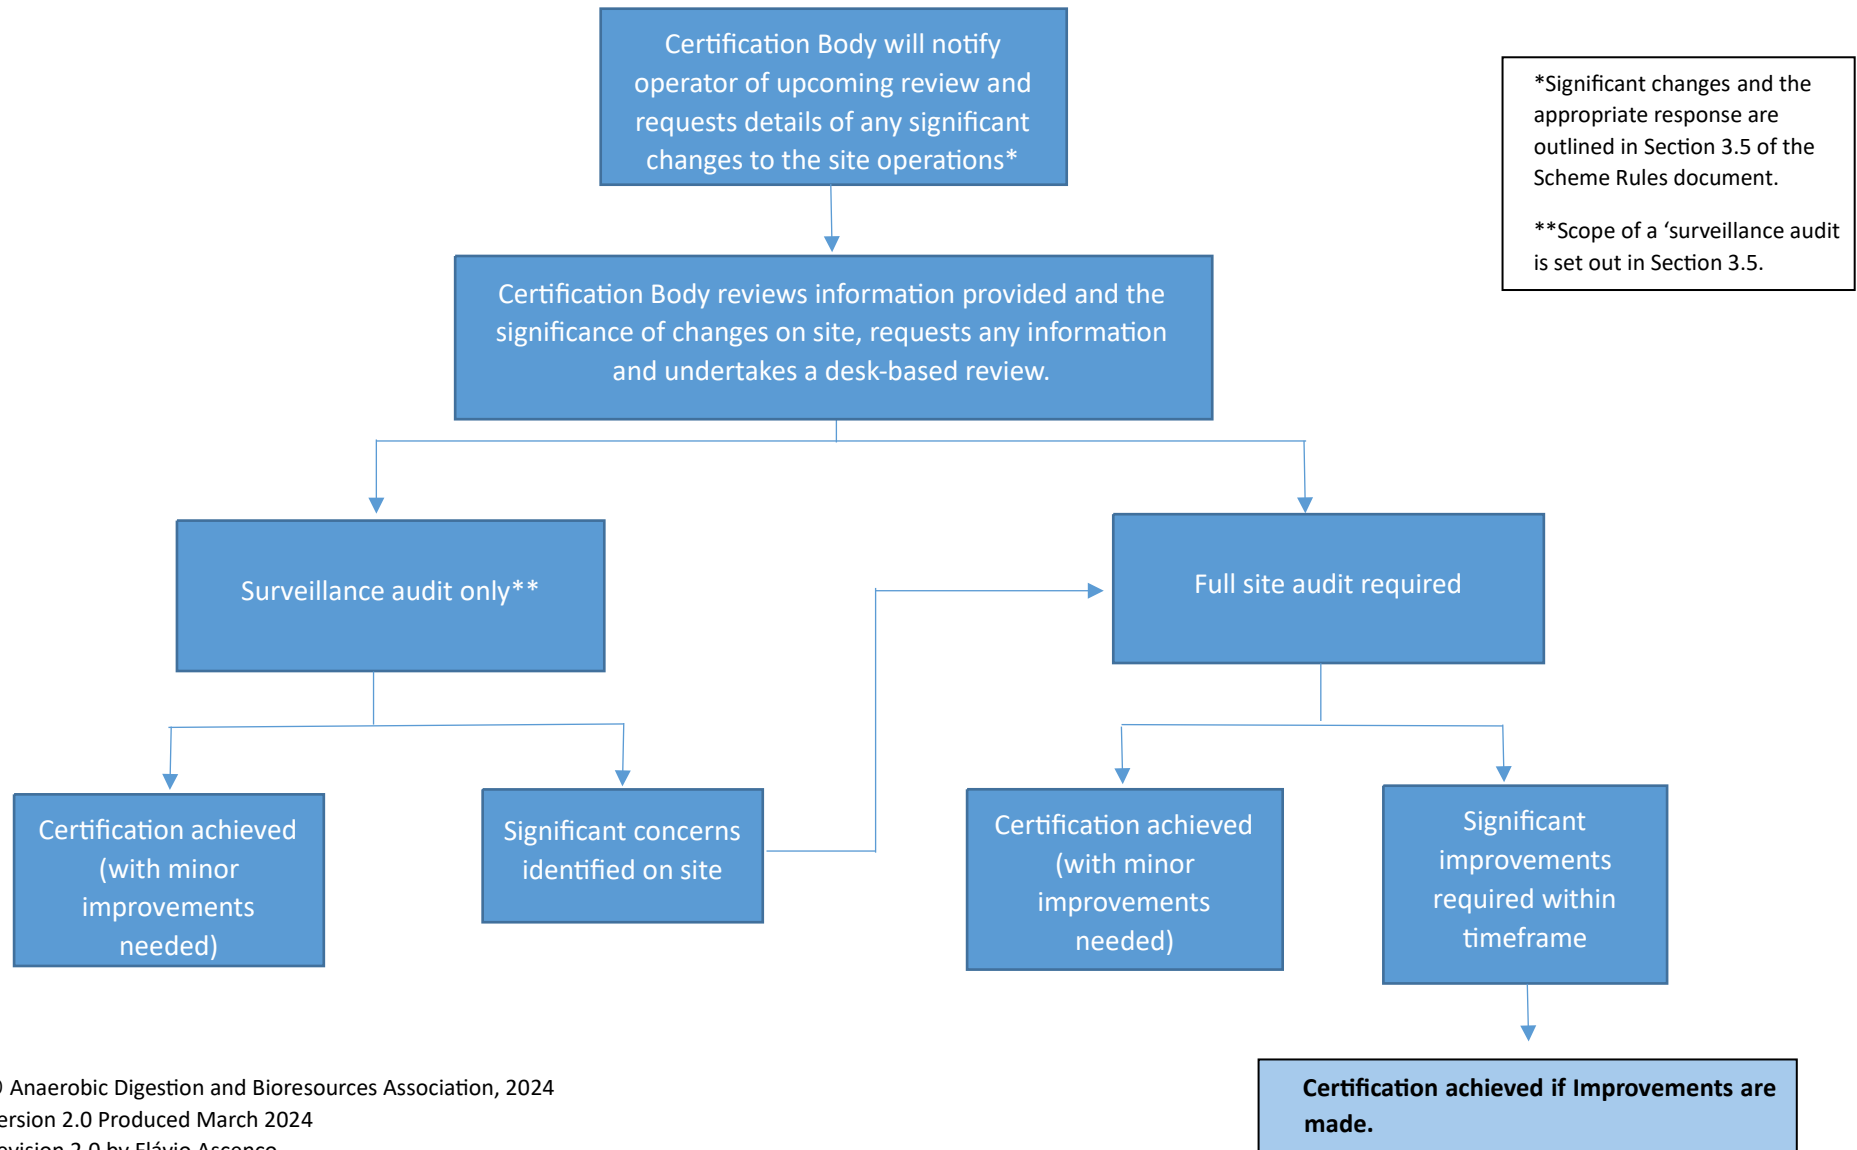 Certification Body will notify
operator of upcoming review and
requests details of any significant
changes to the site operations*
*Significant changes and the
appropriate response are
outlined in Section 3.5 of the
Scheme Rules document.
**Scope of a ‘surveillance audit
is set out in Section 3.5.
Certification Body reviews information provided and the
significance of changes on site, requests any information
and undertakes a desk-based review.
Surveillance audit only**
Full site audit required
Certification achieved
(with minor
improvements
needed)
Significant concerns
identified on site
Certification achieved
(with minor
improvements
needed)
Significant
improvements
required within
timeframe
Certification achieved if Improvements are
made.
Anaerobic Digestion and Bioresources Association, 2024
ersion 2.0 Produced March 2024
evision 2.0 by Flávio Ascenco